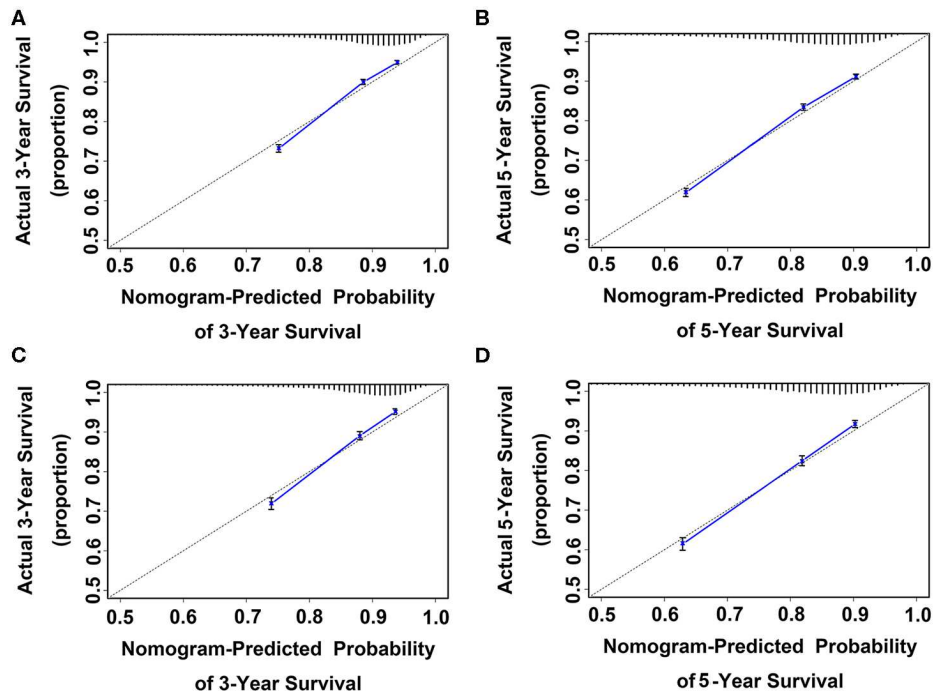 A
Actual 3-Year Survival
(proportion)
1.0
0.9
0.8
0.7
0.6
0.5
0.5 0.6 0.7 0.8 0.9 1.0
Nomogram-Predicted Probability
of 3-Year Survival
B
Actual 5-Year Survival
(proportion)
1.0
0.9
0.8
0.7
0.6
0.5
0.5 0.6 0.7 0.8 0.9 1.0
Nomogram-Predicted Probability
of 5-Year Survival
C
Actual 3-Year Survival
(proportion)
1.0
0.9
0.8
0.7
0.6
0.5
0.5 0.6 0.7 0.8 0.9 1.0
Nomogram-Predicted Probability
of 3-Year Survival
D
Actual 5-Year Survival
(proportion)
1.0
0.9
0.8
0.7
0.6
0.5
0.5 0.6 0.7 0.8 0.9 1.0
Nomogram-Predicted Probability
of 5-Year Survival